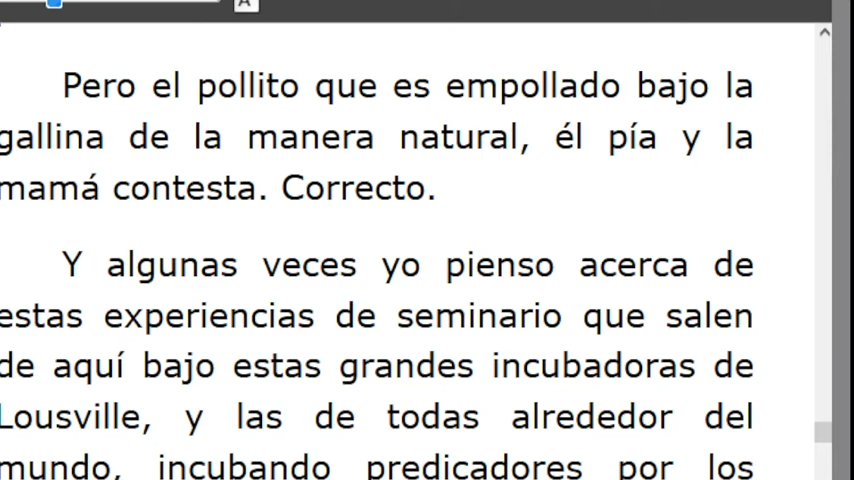 Pero el pollito que es empollado bajo la
gallina de la manera natural, él pía y la
mamá contesta. Correcto.
Y algunas veces yo pienso acerca de
estas experiencias de seminario que salen
de aquí bajo estas grandes incubadoras de
Lousville, y las de todas alrededor del
mundo, incubando predicadores por los